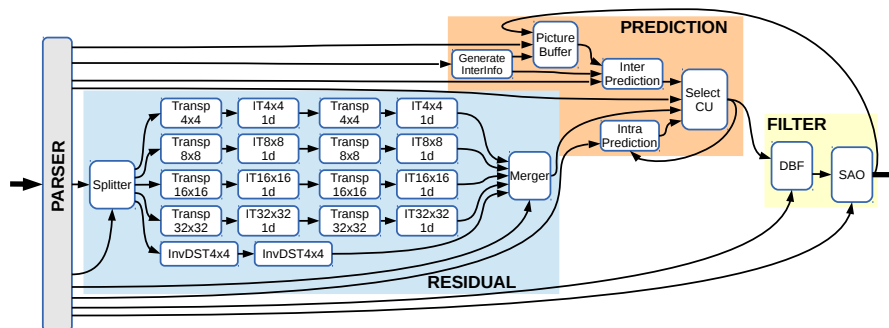 PARSER
PREDICTION
Picture
Buffer
Generate
InterInfo
Inter
Prediction
Select
CU
Intra
Prediction
FILTER
DBF
SAO
Splitter
Transp
4x4
IT4x4
1d
Transp
4x4
IT4x4
1d
Transp
8x8
IT8x8
1d
Transp
8x8
IT8x8
1d
Transp
16x16
IT16x16
1d
Transp
16x16
IT16x16
1d
Transp
32x32
IT32x32
1d
Transp
32x32
IT32x32
1d
InvDST4x4
InvDST4x4
Merger
RESIDUAL